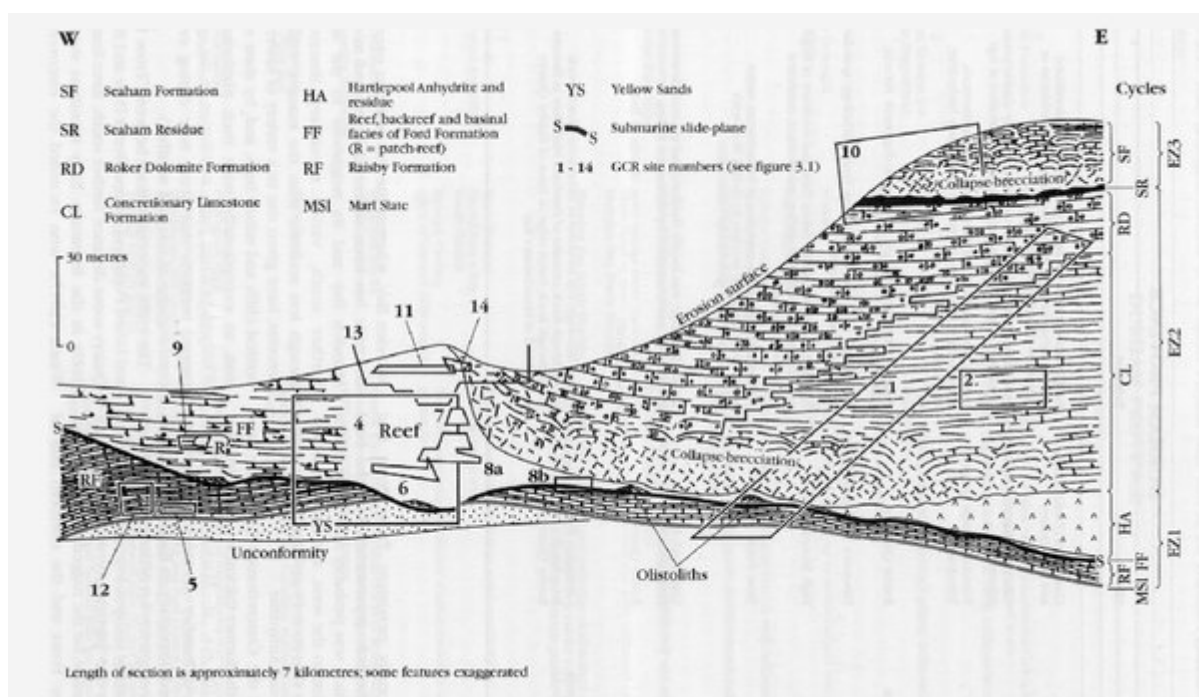 W
E
SF Seaham Formation
SR Seaham Residue
RD Roker Dolomite Formation
CL Concretionary Limestone
Formation
HA Hartlepool Anhydrite and
residue
FF Reef, backreef and basinal
facies of Ford Formation
(R = patch-reef)
RF Raisby Formation
MSl Marl Slate
YS Yellow Sands
S S Submarine slide-plane
1 - 14 GCR site numbers (see figure 3.1)
Cycles
30 metres
0
10
SF
SR
EZ3
Collapse-brecciation
RD
Erosion surface
11
14
13
9
EZ2
CL
1
2
S
FF
R
4
Reef
7
Collapse-brecciation
8a
8b
RF
6
YS
HA
EZ1
Unconformity
Olistoliths
S
FF
RF
MSl
12
5
Length of section is approximately 7 kilometres; some features exaggerated